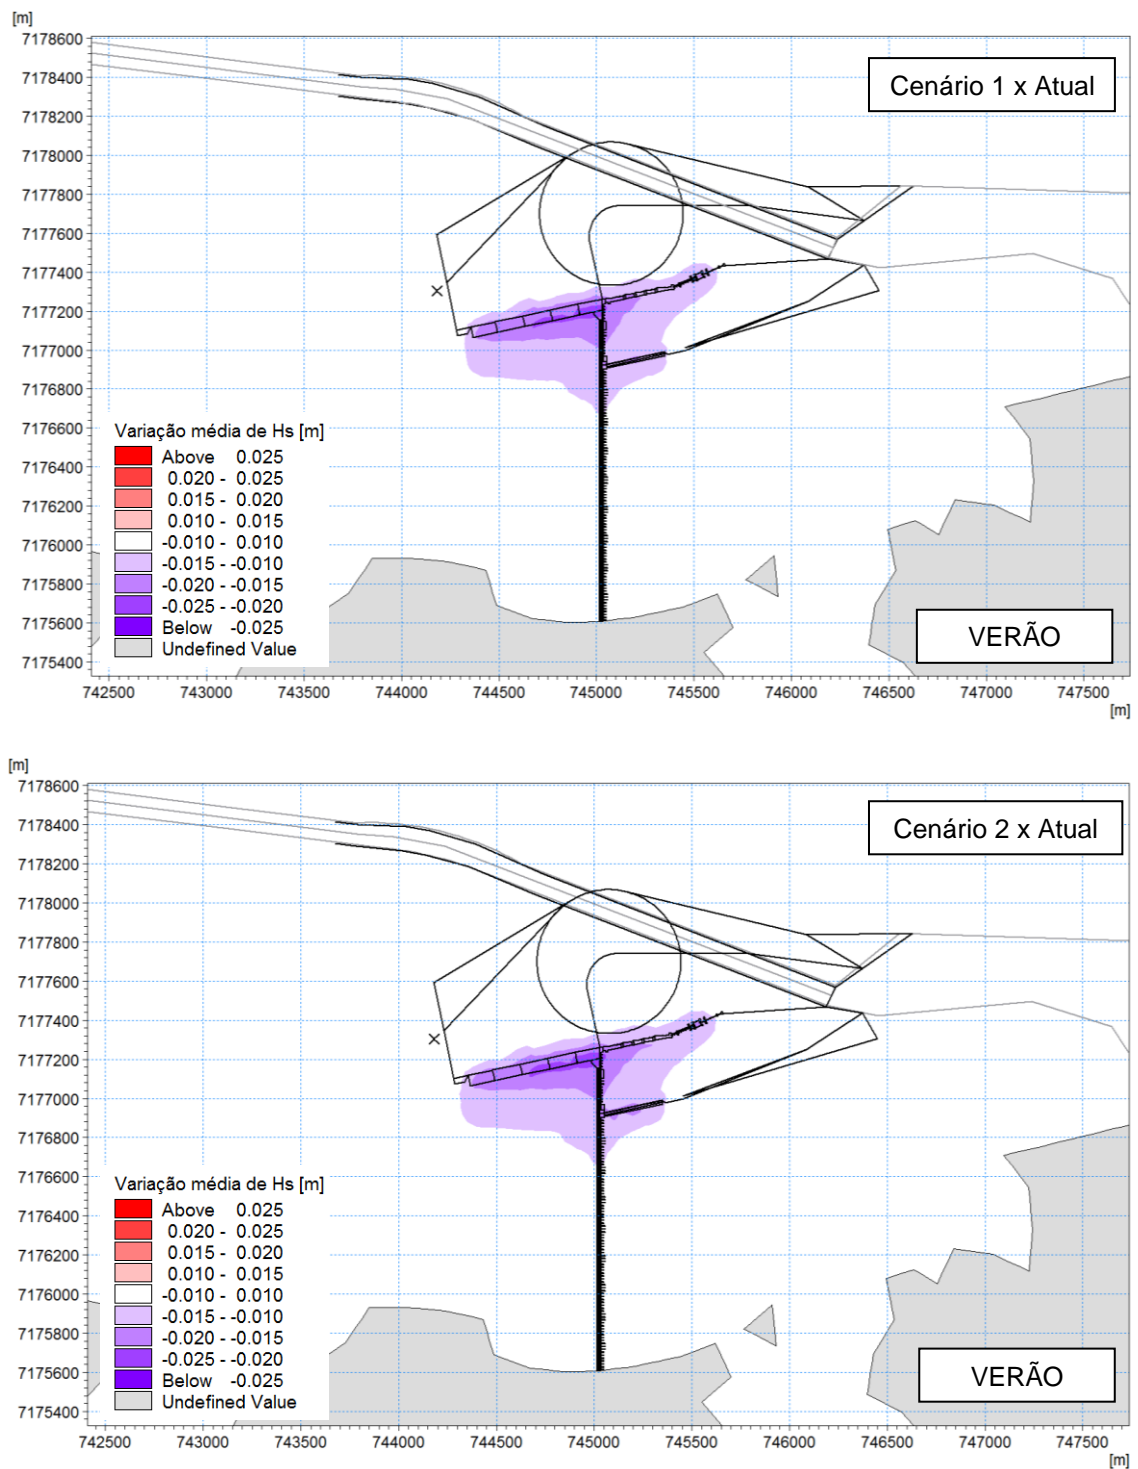 [m]
7178600
7178400
7178200
7178000
7177800
7177600
7177400
7177200
7177000
7176800
7176600
7176400
7176200
7176000
7175800
7175600
7175400
Cenário 1 x Atual
Variação média de Hs [m]
Above 0.025
0.020 - 0.025
0.015 - 0.020
0.010 - 0.015
-0.010 - 0.010
-0.015 - -0.010
-0.020 - -0.015
-0.025 - -0.020
Below -0.025
Undefined Value
VERÃO
742500 743000 743500 744000 744500 745000 745500 746000 746500 747000 747500
[m]
[m]
7178600
7178400
7178200
7178000
7177800
7177600
7177400
7177200
7177000
7176800
7176600
7176400
7176200
7176000
7175800
7175600
7175400
Cenário 2 x Atual
Variação média de Hs [m]
Above 0.025
0.020 - 0.025
0.015 - 0.020
0.010 - 0.015
-0.010 - 0.010
-0.015 - -0.010
-0.020 - -0.015
-0.025 - -0.020
Below -0.025
Undefined Value
VERÃO
742500 743000 743500 744000 744500 745000 745500 746000 746500 747000 747500
[m]